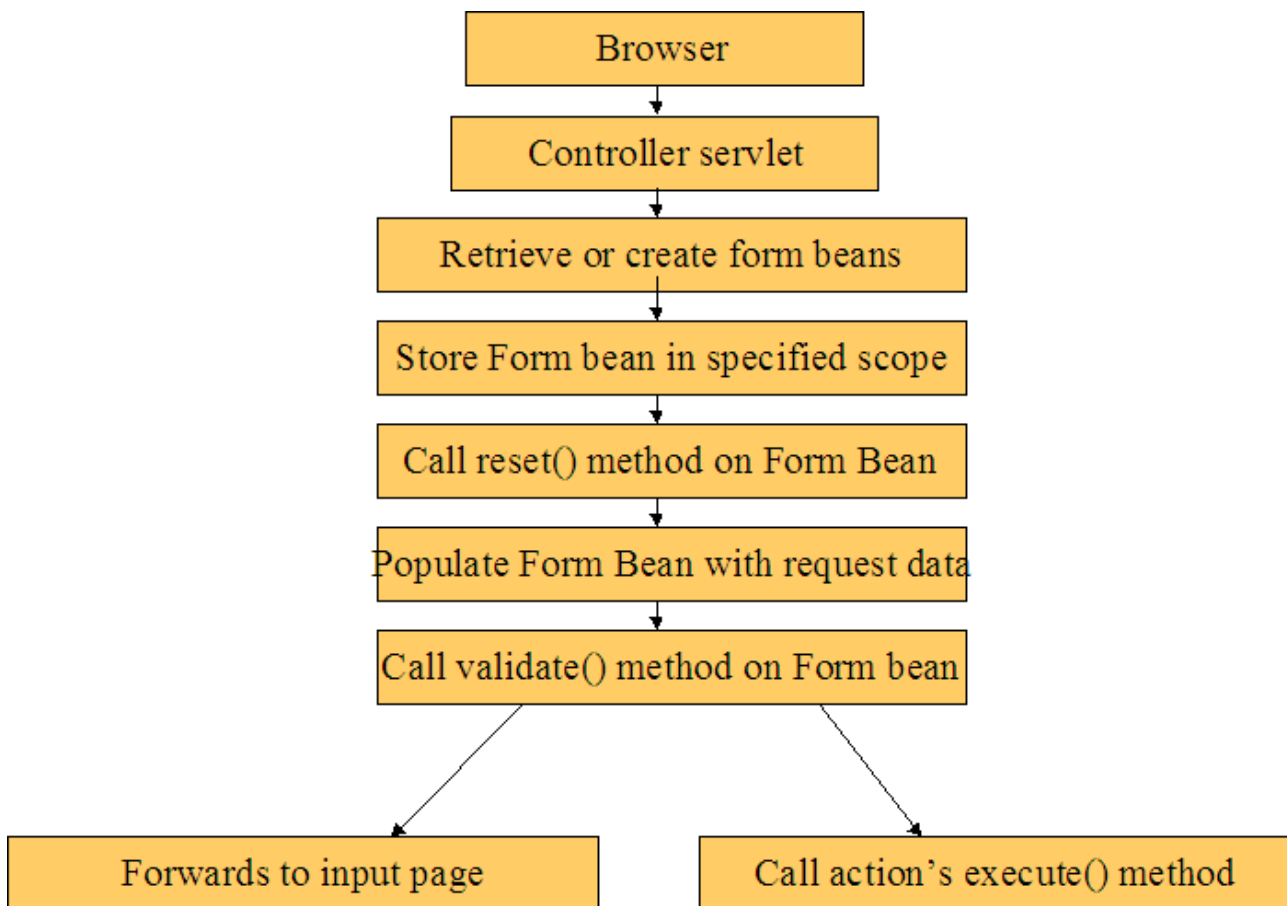 Browser
Controller servlet
Retrieve or create form beans
Store Form bean in specified scope
Call reset() method on Form Bean
Populate Form Bean with request data
Call validate() method on Form bean
Forwards to input page
Call action’s execute() method